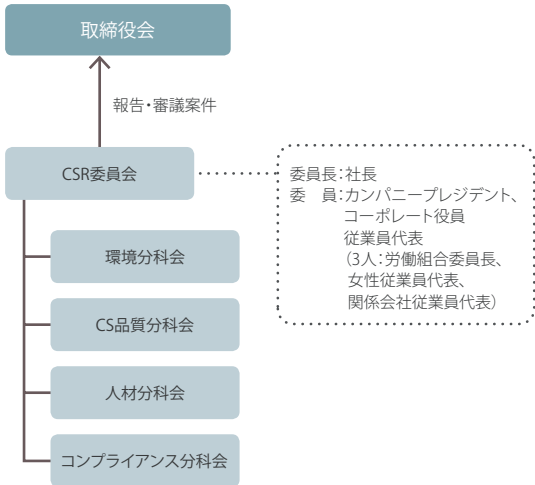 取締役会
報告・審議案件
CSR委員会
委員長：社長
委　員：カンパニープレジデント、
コーポレート役員
従業員代表
（3人：労働組合委員長、
女性従業員代表、
関係会社従業員代表）
環境分科会
CS品質分科会
人材分科会
コンプライアンス分科会